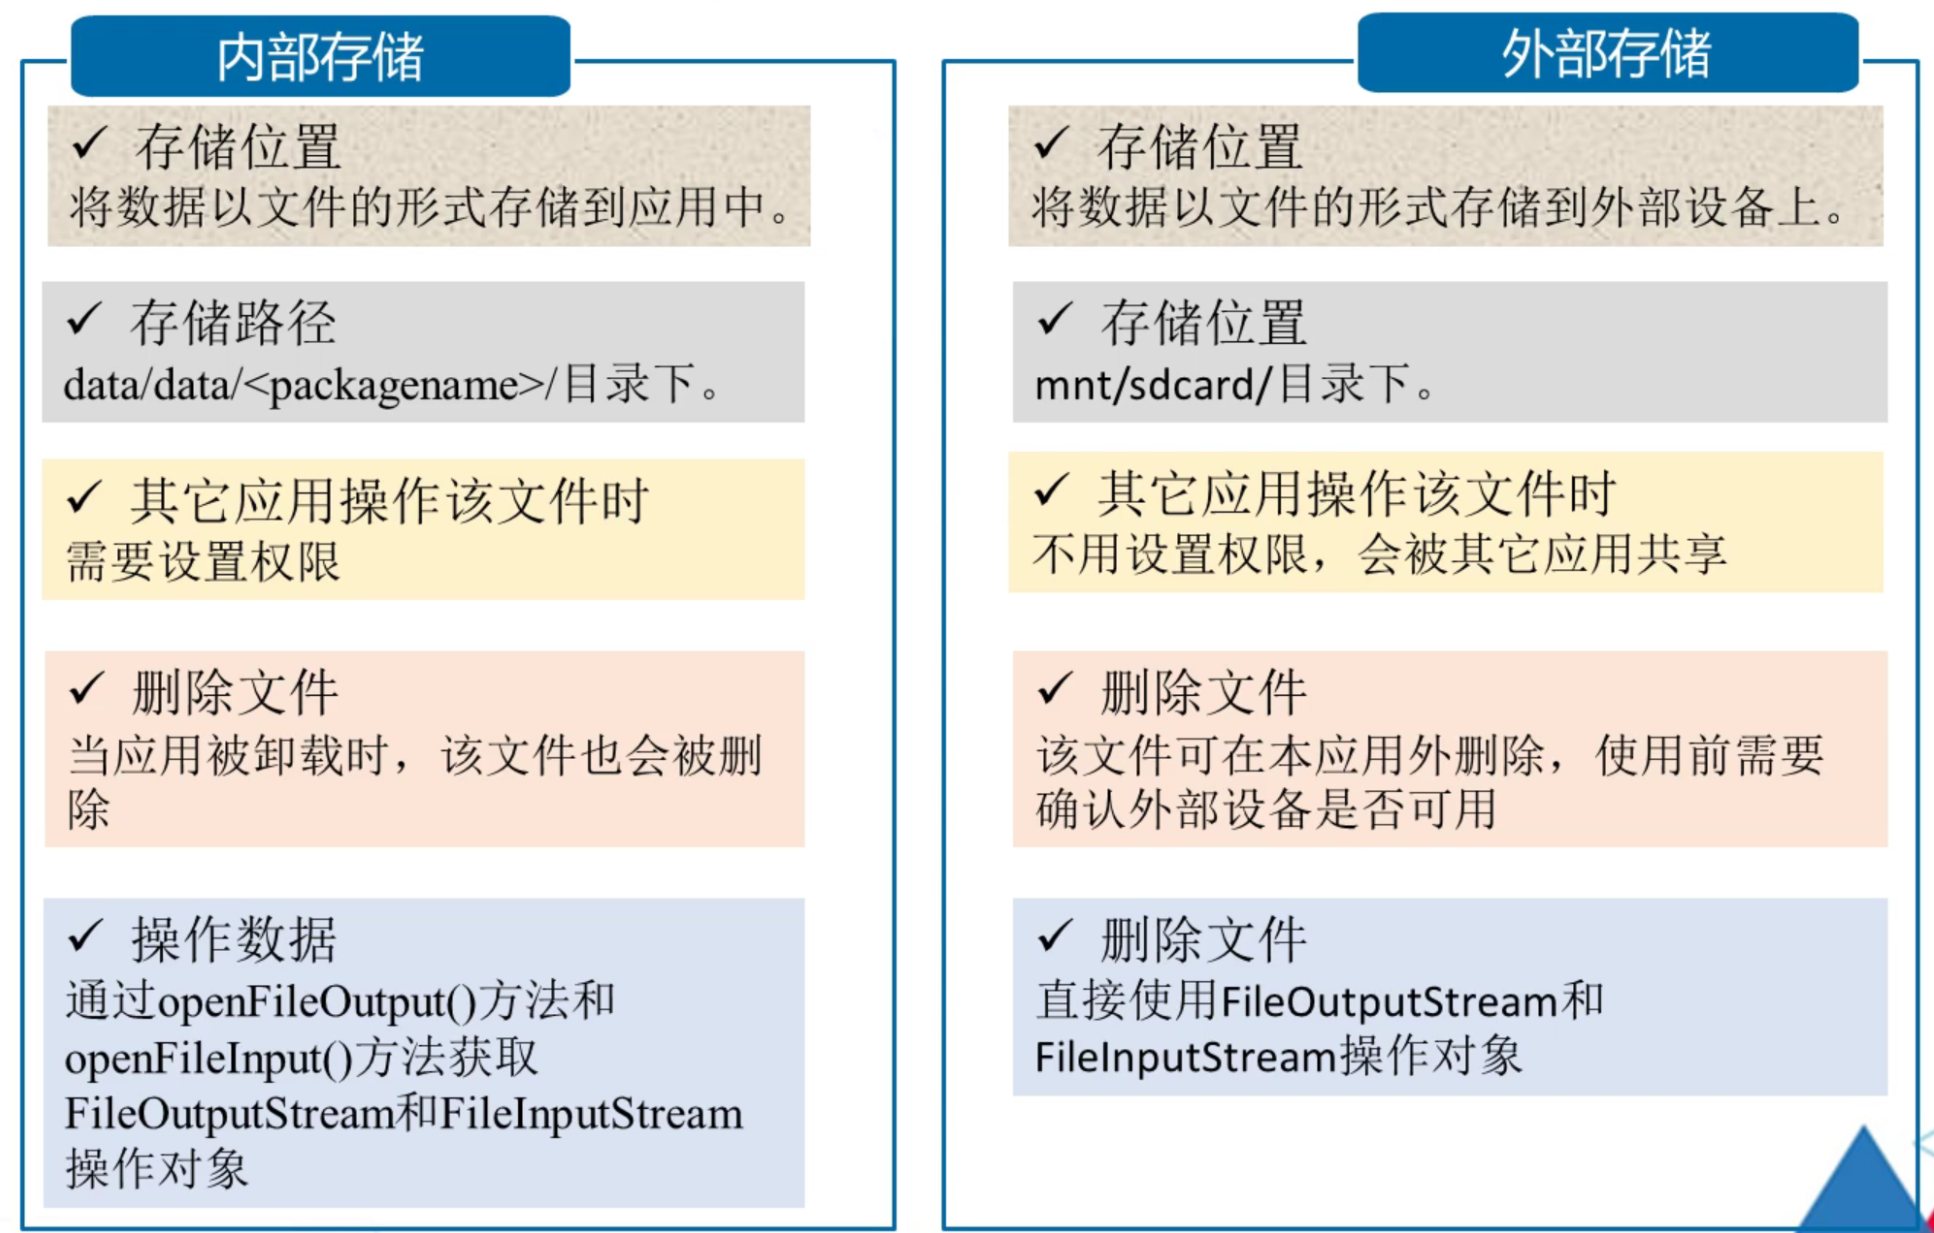 内部存储
✓ 存储位置
将数据以文件的形式存储到应用中。
✓ 存储路径
data/data/<packagename>/目录下。
✓ 其它应用操作该文件时
需要设置权限
✓ 删除文件
当应用被卸载时，该文件也会被删
除
✓ 操作数据
通过openFileOutput()方法和
openFileInput()方法获取
FileOutputStream和FileInputStream
操作对象
外部存储
✓ 存储位置
将数据以文件的形式存储到外部设备上。
✓ 存储位置
mnt/sdcard/目录下。
✓ 其它应用操作该文件时
不用设置权限，会被其它应用共享
✓ 删除文件
该文件可在本应用外删除，使用前需要
确认外部设备是否可用
✓ 删除文件
直接使用FileOutputStream和
FileInputStream操作对象